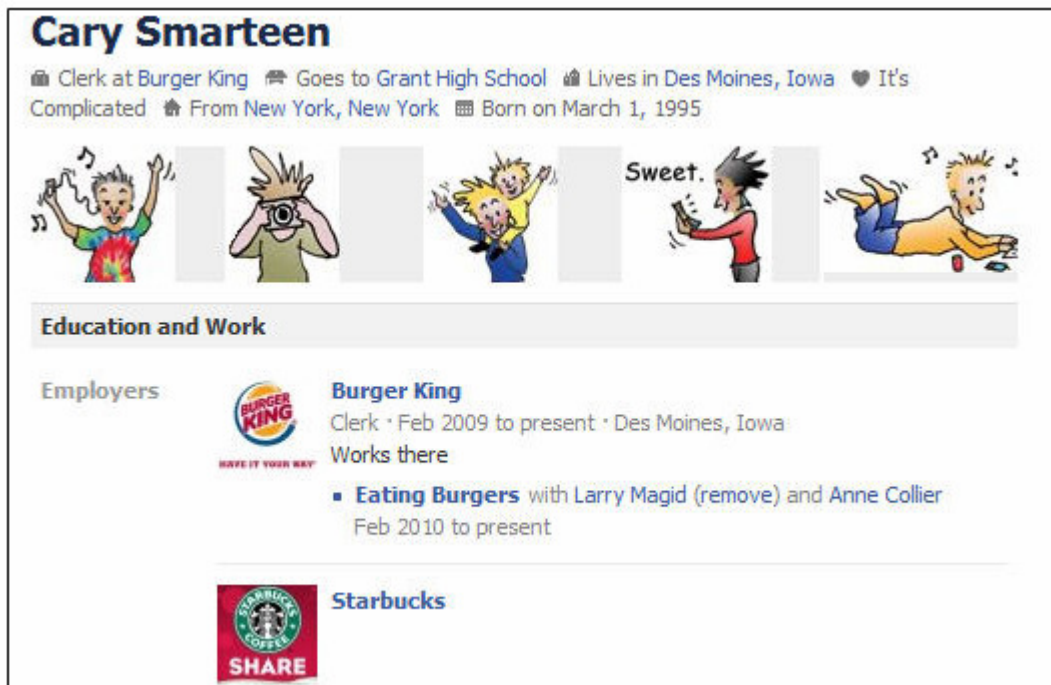 Cary Smarteen
Clerk at Burger King Goes to Grant High School Lives in Des Moines, Iowa It's
Complicated From New York, New York Born on March 1, 1995
Sweet.
Education and Work
Employers
BURGER
KING
HAVE IT YOUR WAY
Burger King
Clerk · Feb 2009 to present · Des Moines, Iowa
Works there
▪ Eating Burgers with Larry Magid (remove) and Anne Collier
Feb 2010 to present
STARBUCKS
COFFEE
SHARE
Starbucks